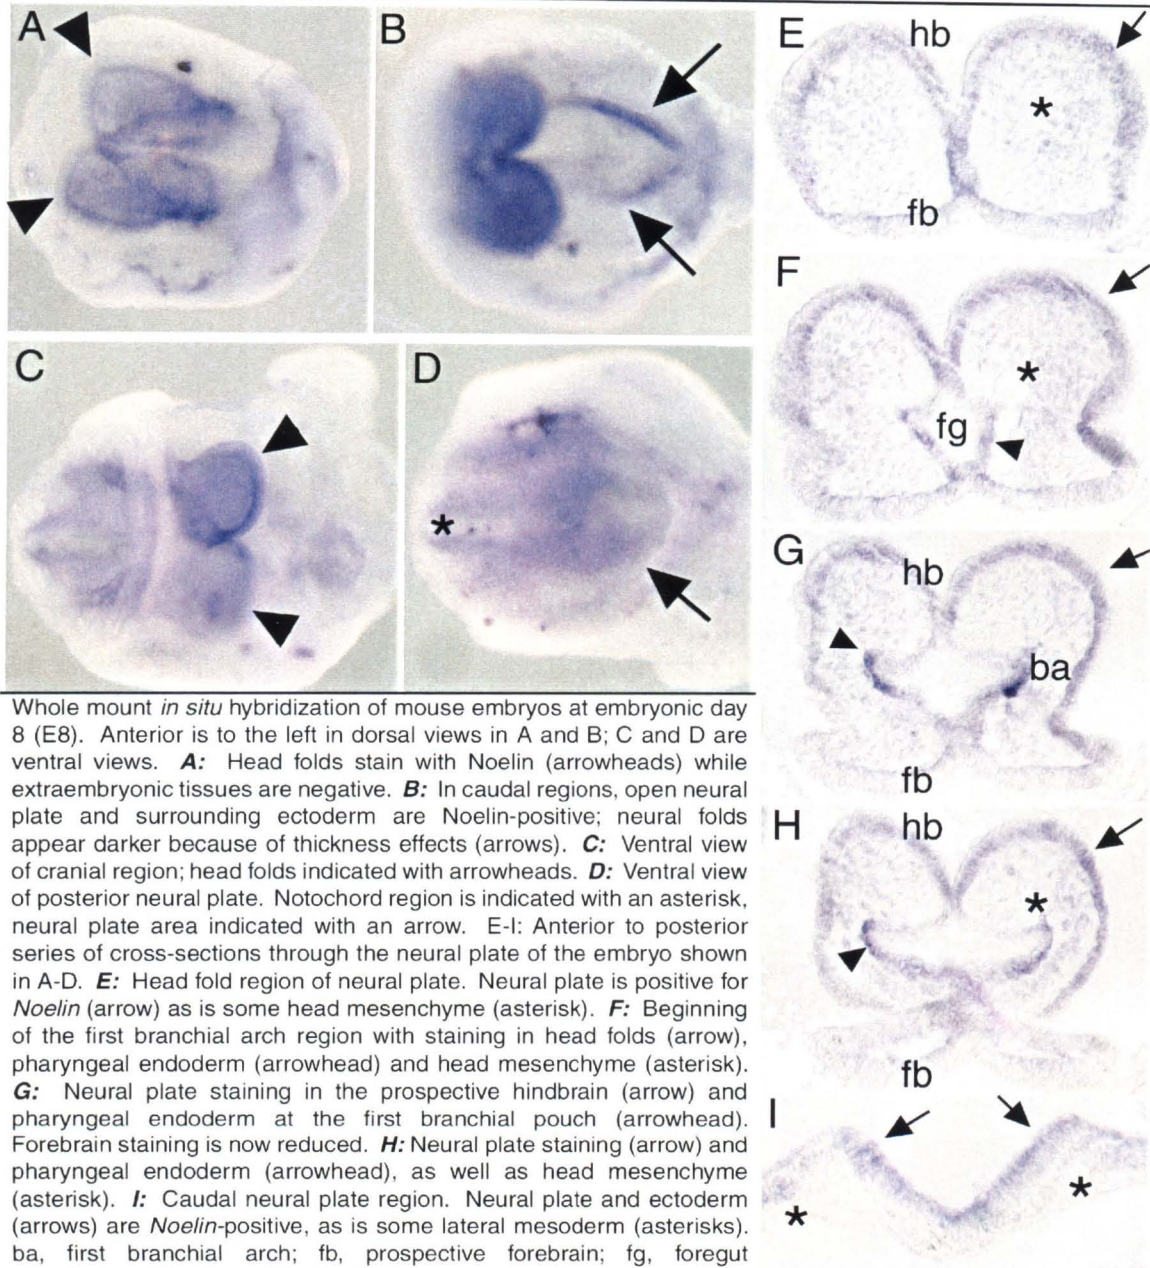 A
B
C
D
E
hb
*
fb
F
*
fg
G
hb
ba
fb
H
hb
*
fb
I
*
*
*
Whole mount in situ hybridization of mouse embryos at embryonic day
8 (E8). Anterior is to the left in dorsal views in A and B; C and D are
ventral views. A: Head folds stain with Noelin (arrowheads) while
extraembryonic tissues are negative. B: In caudal regions, open neural
plate and surrounding ectoderm are Noelin-positive; neural folds
appear darker because of thickness effects (arrows). C: Ventral view
of cranial region; head folds indicated with arrowheads. D: Ventral view
of posterior neural plate. Notochord region is indicated with an asterisk,
neural plate area indicated with an arrow. E-I: Anterior to posterior
series of cross-sections through the neural plate of the embryo shown
in A-D. E: Head fold region of neural plate. Neural plate is positive for
Noelin (arrow) as is some head mesenchyme (asterisk). F: Beginning
of the first branchial arch region with staining in head folds (arrow),
pharyngeal endoderm (arrowhead) and head mesenchyme (asterisk).
G: Neural plate staining in the prospective hindbrain (arrow) and
pharyngeal endoderm at the first branchial pouch (arrowhead).
Forebrain staining is now reduced. H: Neural plate staining (arrow) and
pharyngeal endoderm (arrowhead), as well as head mesenchyme
(asterisk). I: Caudal neural plate region. Neural plate and ectoderm
(arrows) are Noelin-positive, as is some lateral mesoderm (asterisks).
ba, first branchial arch; fb, prospective forebrain; fg, foregut